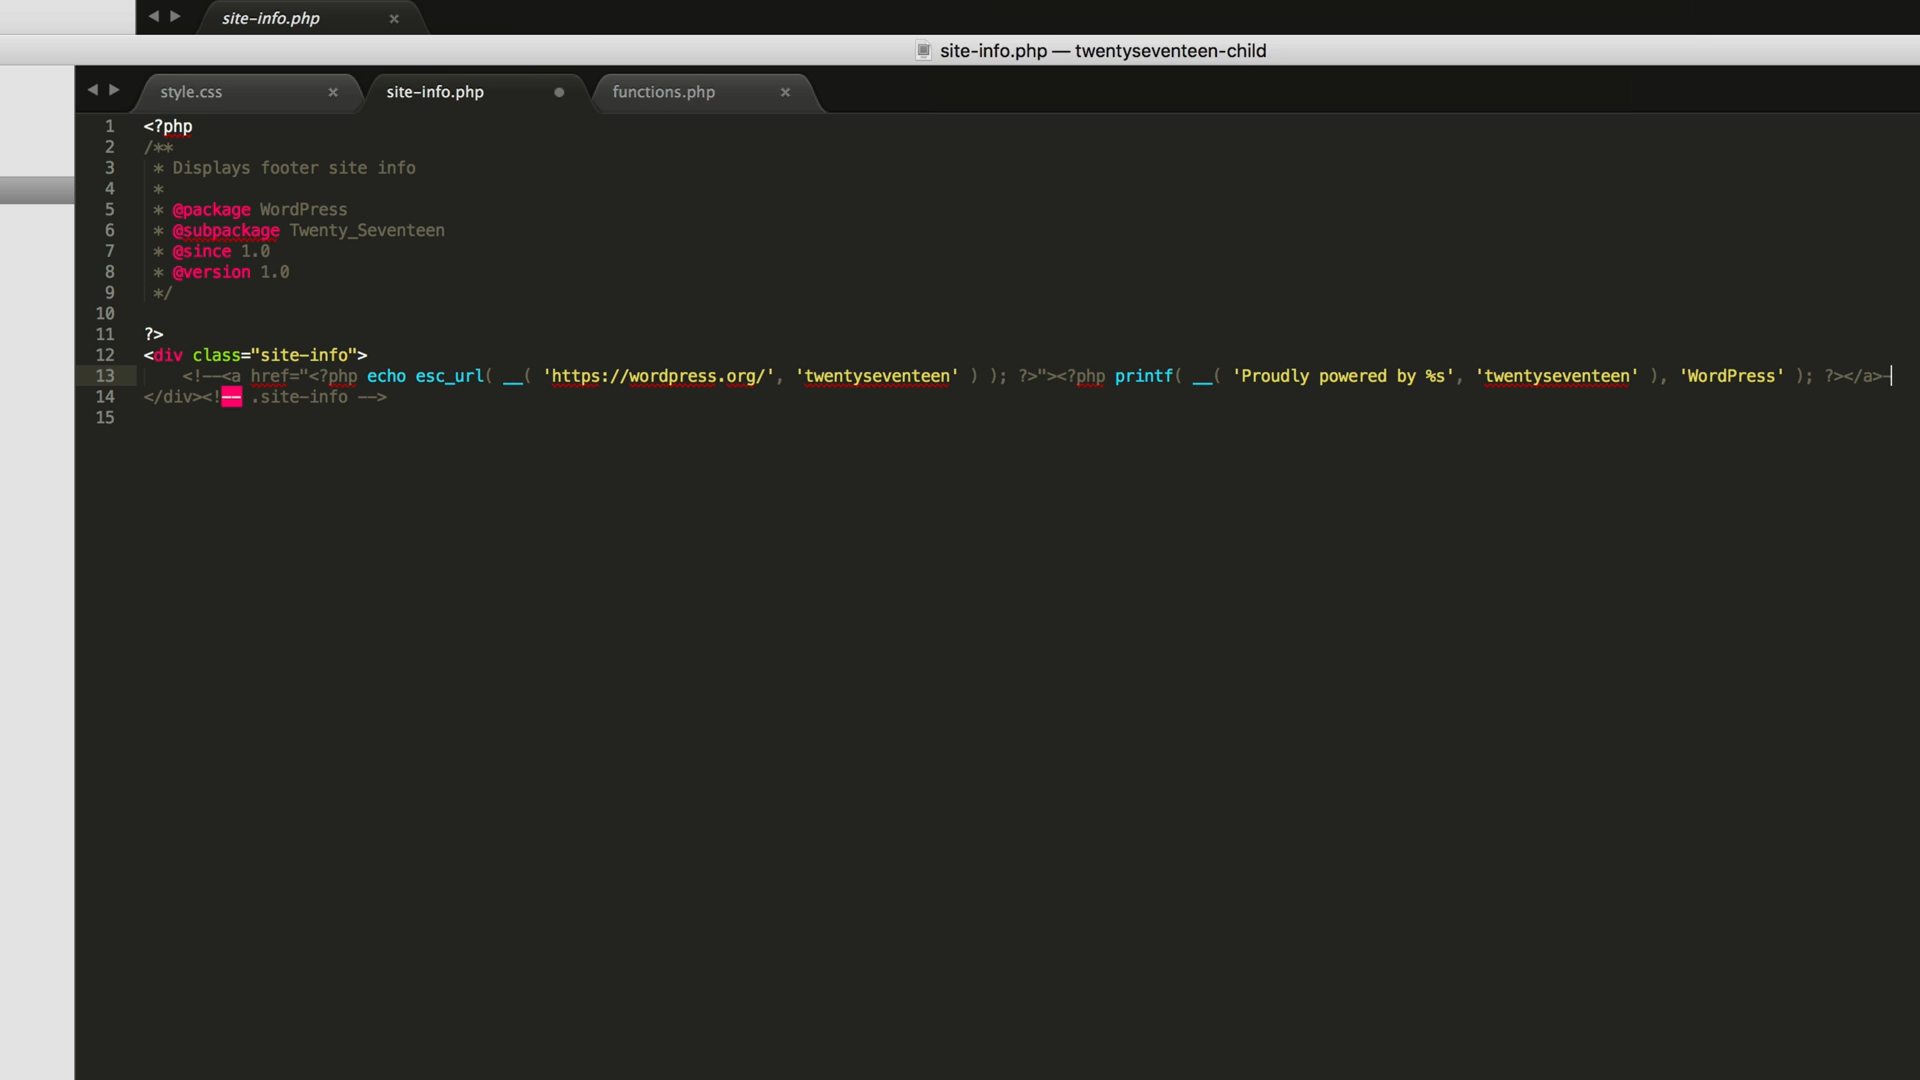 site-info.php
site-info.php — twentyseventeen-child
style.css
site-info.php
functions.php
1 <?php
2 /**
3 * Displays footer site info
4 *
5 * @package WordPress
6 * @subpackage Twenty_Seventeen
7 * @since 1.0
8 * @version 1.0
9 */
10
11 ?>
12 <div class="site-info">
13 <!--<a href="<?php echo esc_url( __( 'https://wordpress.org/', 'twentyseventeen' ) ); ?>"><?php printf( __( 'Proudly powered by %s', 'twentyseventeen' ), 'WordPress' ); ?></a>-
14 </div><!-- .site-info -->
15